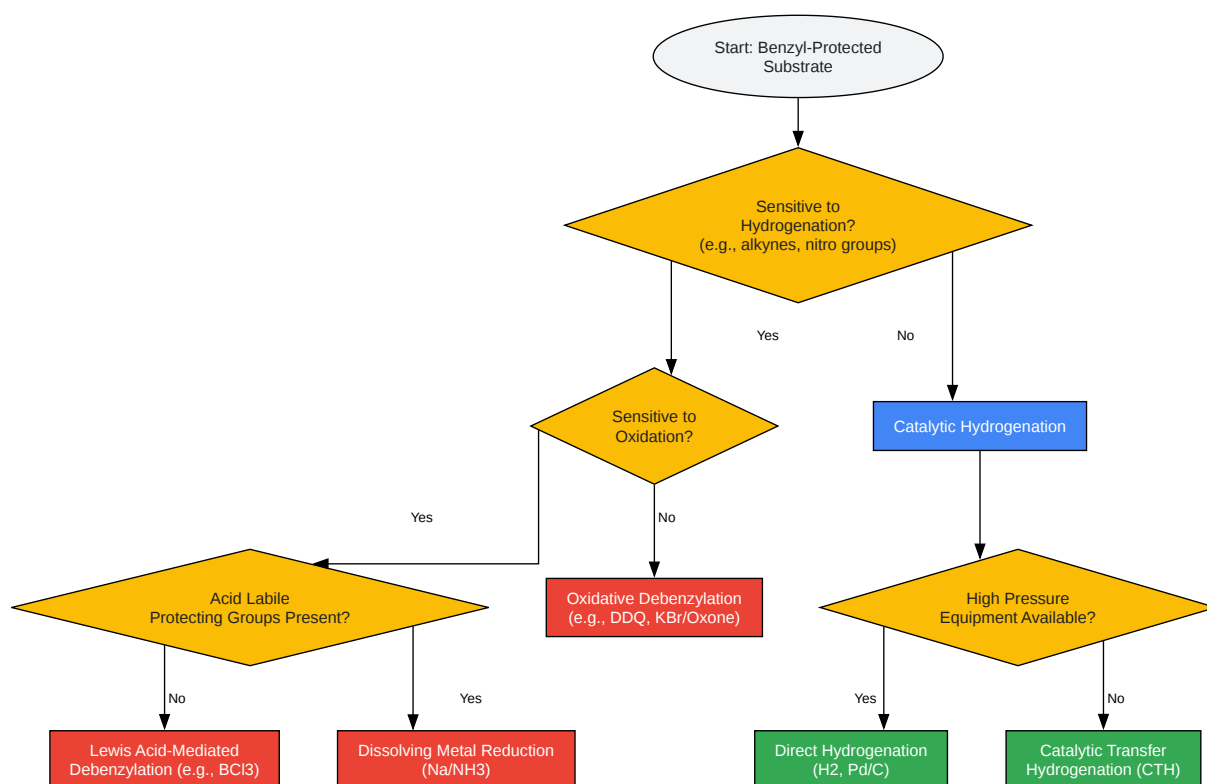 Start: Benzyl-Protected
Substrate
Sensitive to
Hydrogenation?
(e.g., alkynes, nitro groups)
Yes
No
Sensitive to
Oxidation?
Catalytic Hydrogenation
Yes
No
Acid Labile
Protecting Groups Present?
Oxidative Debenzylation
(e.g., DDQ, KBr/Oxone)
High Pressure
Equipment Available?
No
Yes
Yes
No
Lewis Acid-Mediated
Debenzylation (e.g., BCl3)
Dissolving Metal Reduction
(Na/NH3)
Direct Hydrogenation
(H2, Pd/C)
Catalytic Transfer
Hydrogenation (CTH)